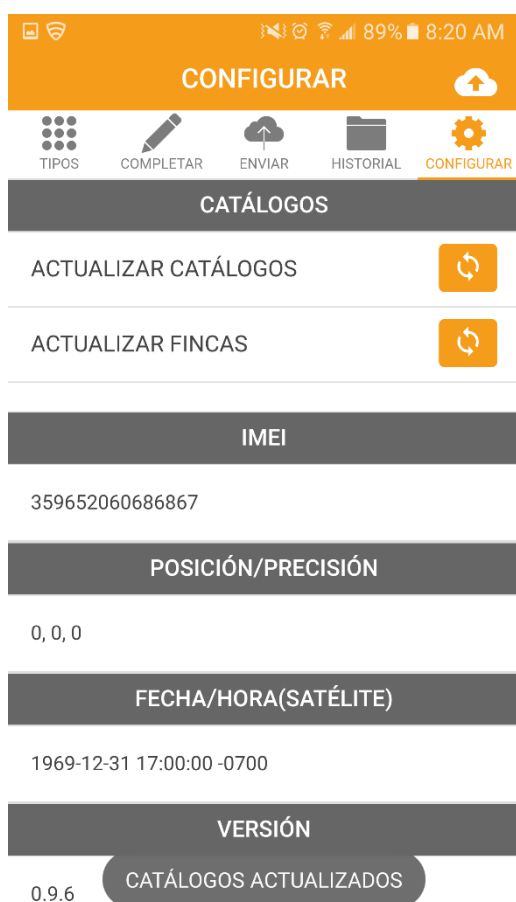 89% 8:20 AM
CONFIGURAR
TIPOS COMPLETAR ENVIAR HISTORIAL CONFIGURAR
CATÁLOGOS
ACTUALIZAR CATÁLOGOS
ACTUALIZAR FINCAS
IMEI
359652060686867
POSICIÓN/PRECISIÓN
0, 0, 0
FECHA/HORA(SATÉLITE)
1969-12-31 17:00:00 -0700
VERSIÓN
CATÁLOGOS ACTUALIZADOS
0.9.6